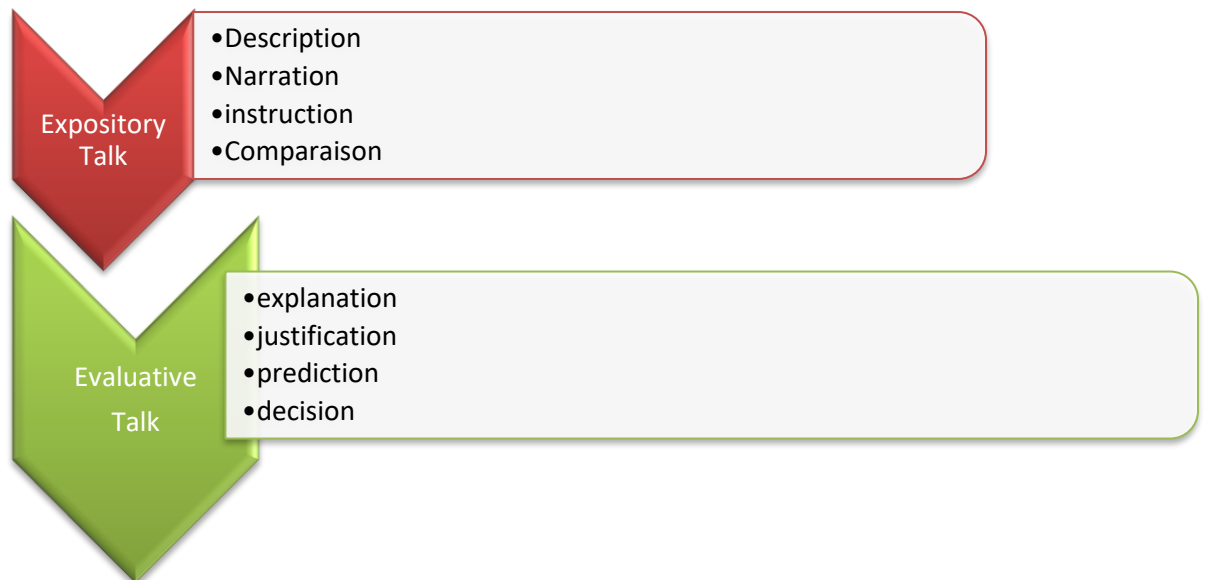 Expository
Talk
•Description
•Narration
•instruction
•Comparaison
Evaluative
Talk
•explanation
•justification
•prediction
•decision